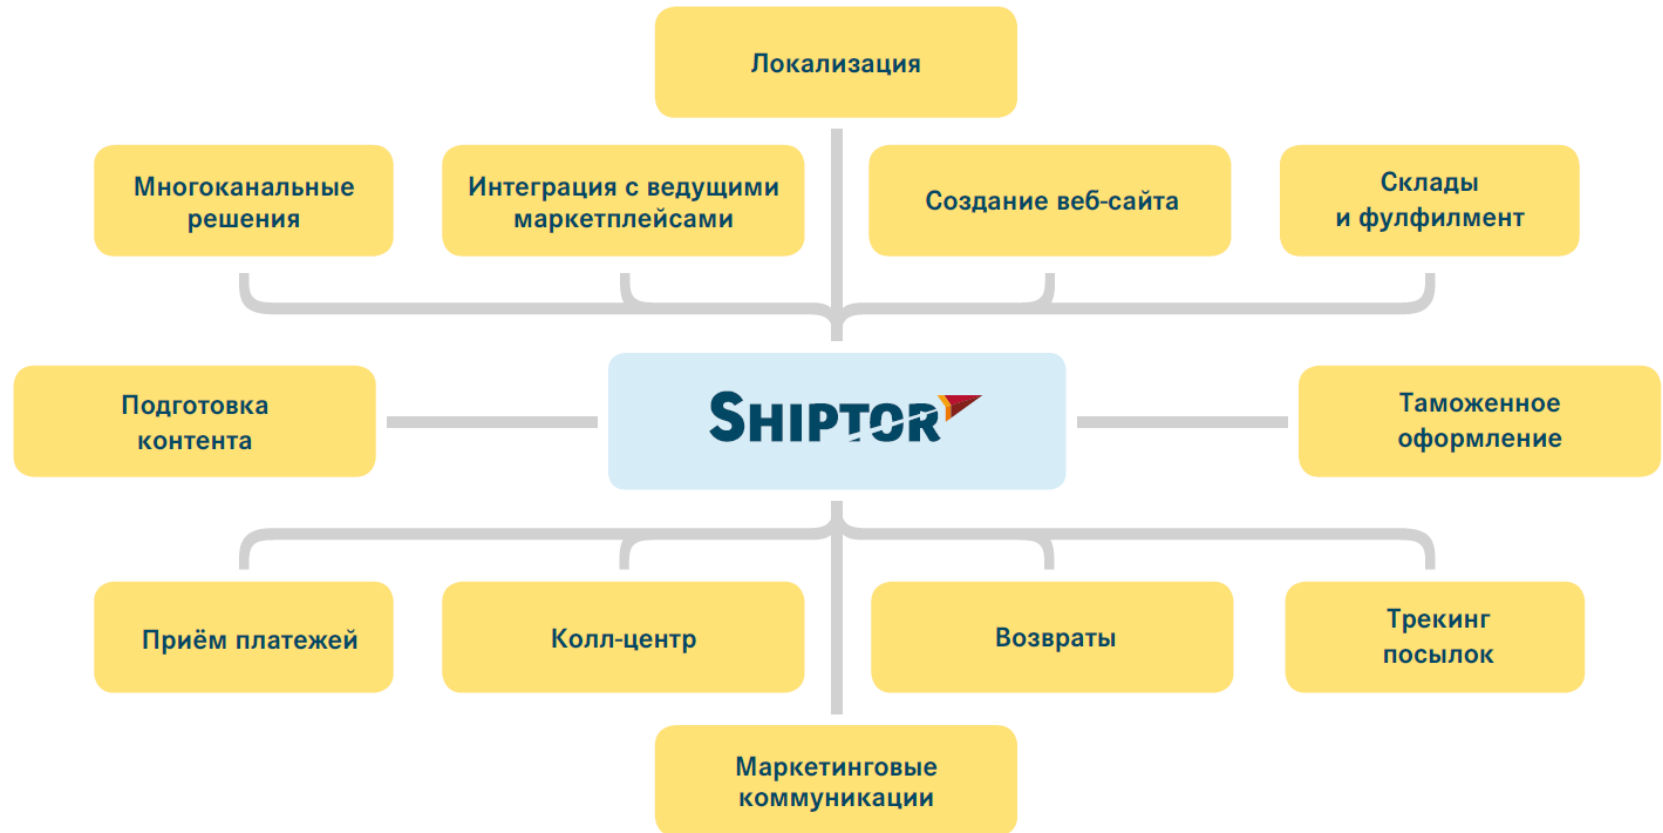 Локализация
Многоканальные
решения
Интеграция с ведущими
маркетплейсами
Создание веб-сайта
Склады
и фулфилмент
Подготовка
контента
SHIPTOR
Таможенное
оформление
Приём платежей
Колл-центр
Возвраты
Трекинг
посылок
Маркетинговые
коммуникации